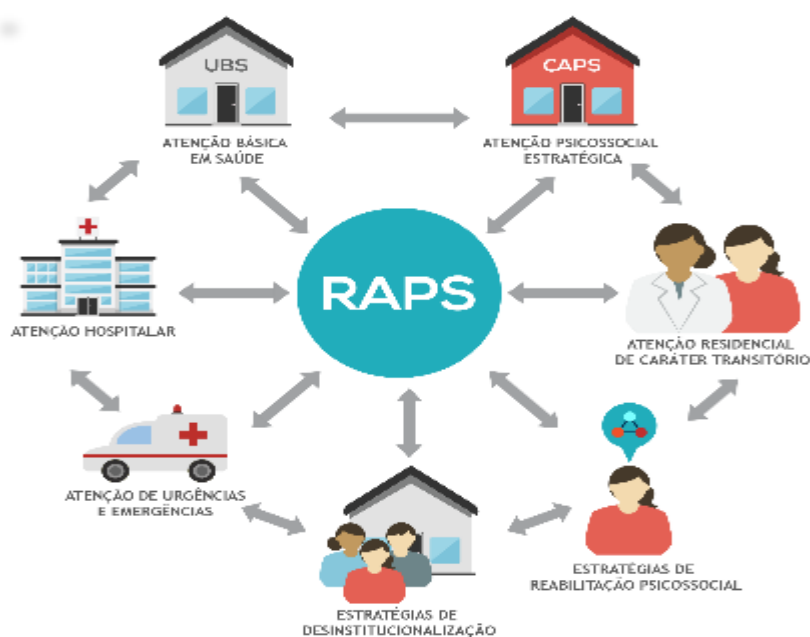 UBS
CAPS
ATENÇÃO BÁSICA
EM SAÚDE
ATENÇÃO PSICOSSOCIAL
ESTRATÉGICA
RAPS
ATENÇÃO HOSPITALAR
ATENÇÃO RESIDENCIAL
DE CARÁTER TRANSITÓRIO
ATENÇÃO DE URGÊNCIAS
E EMERGÊNCIAS
ESTRATÉGIAS DE
REABILITAÇÃO PSICOSSOCIAL
ESTRATÉGIAS DE
DESINSTITUCIONALIZAÇÃO